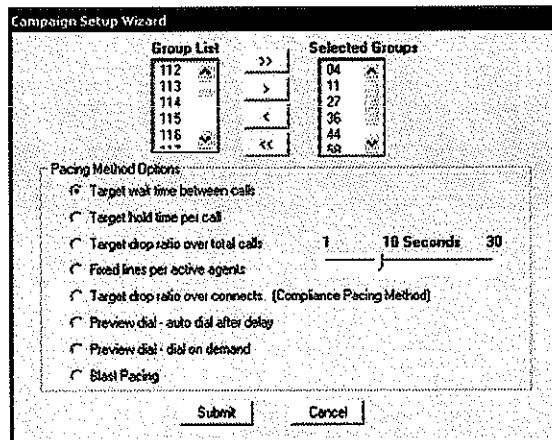 Campaign Setup Wizard
Group List
Selected Groups
112
113
114
115
116
117
>>
>
<
<<
04
11
27
36
44
58
Pacing Method Options
Target wait time between calls
Target hold time per call
Target drop ratio over total calls
1 10 Seconds 30
Fixed lines per active agents
Target drop ratio over connects. (Compliance Pacing Method)
Preview dial - auto dial after delay
Preview dial - dial on demand
Blast Pacing
Submit Cancel